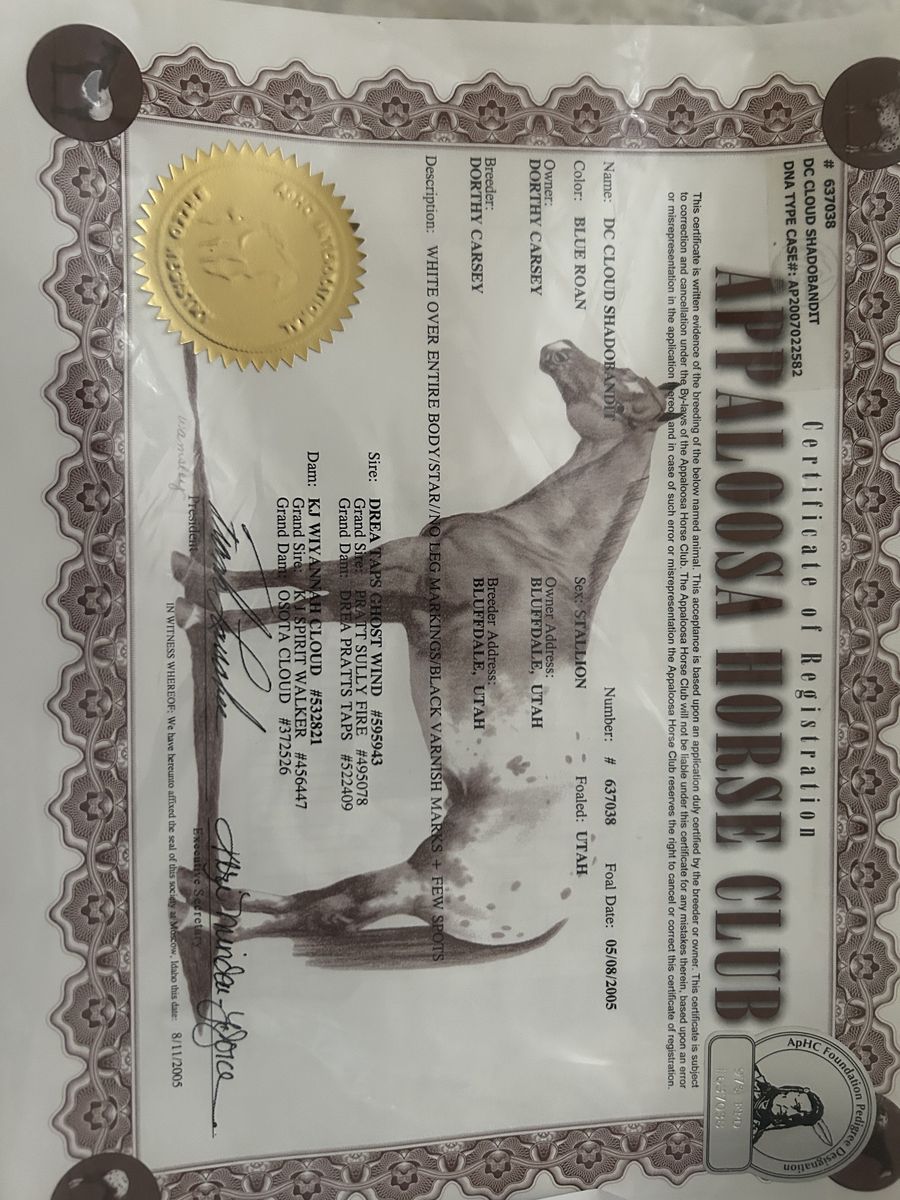 # 637038
DC CLOUD SHADOBANDIT
DNA TYPE CASE#: AP2007022582
Certificate of Registration
APPALOOSA HORSE CLUB
ApHC Foundation Pedigree Designation
This certificate is written evidence of the breeding of the below named animal. This acceptance is based upon an application duly certified by the breeder or owner. This certificate is subject
to correction and cancellation under the By-laws of the Appaloosa Horse Club. The Appaloosa Horse Club will not be liable under this certificate for any mistakes therein, based upon an error
or misrepresentation in the application thereof and in case of such error or misrepresentation the Appaloosa Horse Club reserves the right to cancel or correct this certificate of registration.
Name: DC CLOUD SHADOBANDIT Number: # 637038 Foal Date: 05/08/2005
Color: BLUE ROAN Sex: STALLION Foaled: UTAH
Owner: Owner Address:
DORTHY CARSEY BLUFFDALE, UTAH
Breeder: Breeder Address:
DORTHY CARSEY BLUFFDALE, UTAH
Description: WHITE OVER ENTIRE BODY/STAR//NO LEG MARKINGS/BLACK VARNISH MARKS + FEW SPOTS
Sire: DREA TAPS GHOST WIND #595943
Grand Sire: PRATT SULLY FIRE #495078
Grand Dam: DREA PRATTS TAPS #522409
Dam: KJ WIYANNAH CLOUD #532821
Grand Sire: KJ SPIRIT WALKER #456447
Grand Dam: OSOTA CLOUD #372526
President Executive Secretary
IN WITNESS WHEREOF: We have hereunto affixed the seal of this society at Moscow, Idaho this date: 8/11/2005